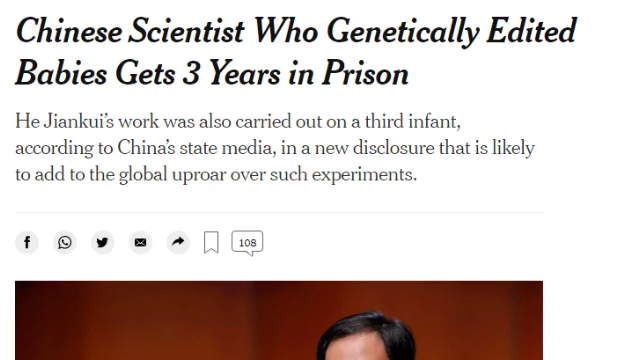 Chinese Scientist Who Genetically Edited
Babies Gets 3 Years in Prison
He Jiankui's work was also carried out on a third infant,
according to China's state media, in a new disclosure that is likely
to add to the global uproar over such experiments.
108